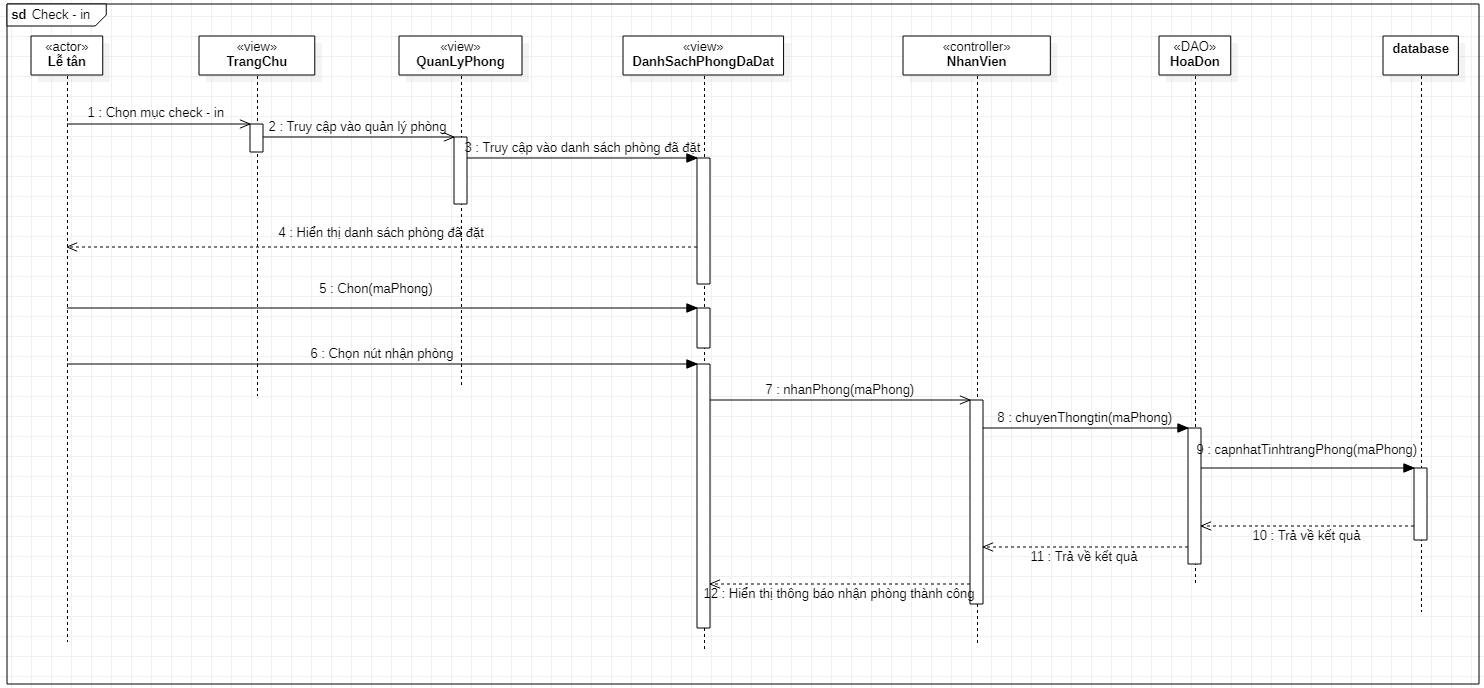 sd Check - in
«actor»
Lễ tân
«view»
TrangChu
«view»
QuanLyPhong
«view»
DanhSachPhongDaDat
«controller»
NhanVien
«DAO»
HoaDon
database
1 : Chọn mục check - in
2 : Truy cập vào quản lý phòng
3 : Truy cập vào danh sách phòng đã đặt
4 : Hiển thị danh sách phòng đã đặt
5 : Chon(maPhong)
6 : Chọn nút nhận phòng
7 : nhanPhong(maPhong)
8 : chuyenThongtin(maPhong)
9 : capnhatTinhtrangPhong(maPhong)
10 : Trả về kết quả
11 : Trả về kết quả
12 : Hiển thị thông báo nhận phòng thành công